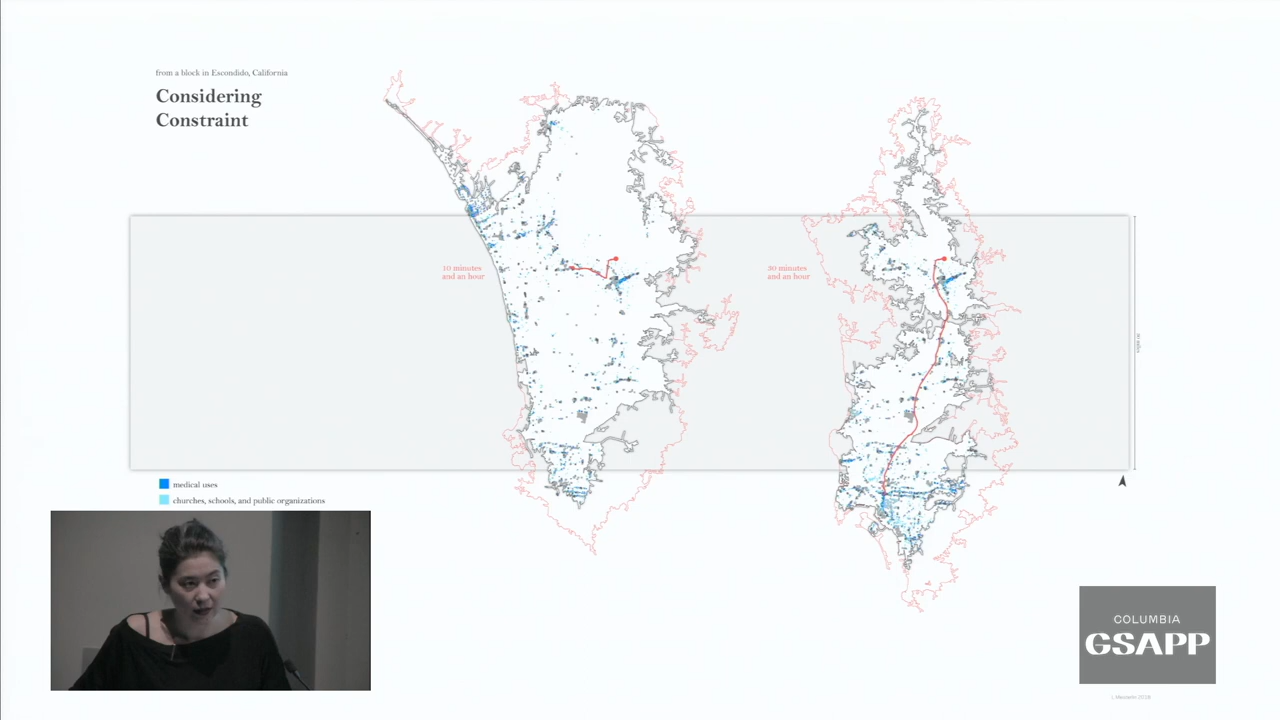 from a block in Escondido, California
Considering
Constraint
10 minutes
and an hour
20 minutes
and an hour
medical uses
churches, schools, and public organizations
COLUMBIA
GSAPP